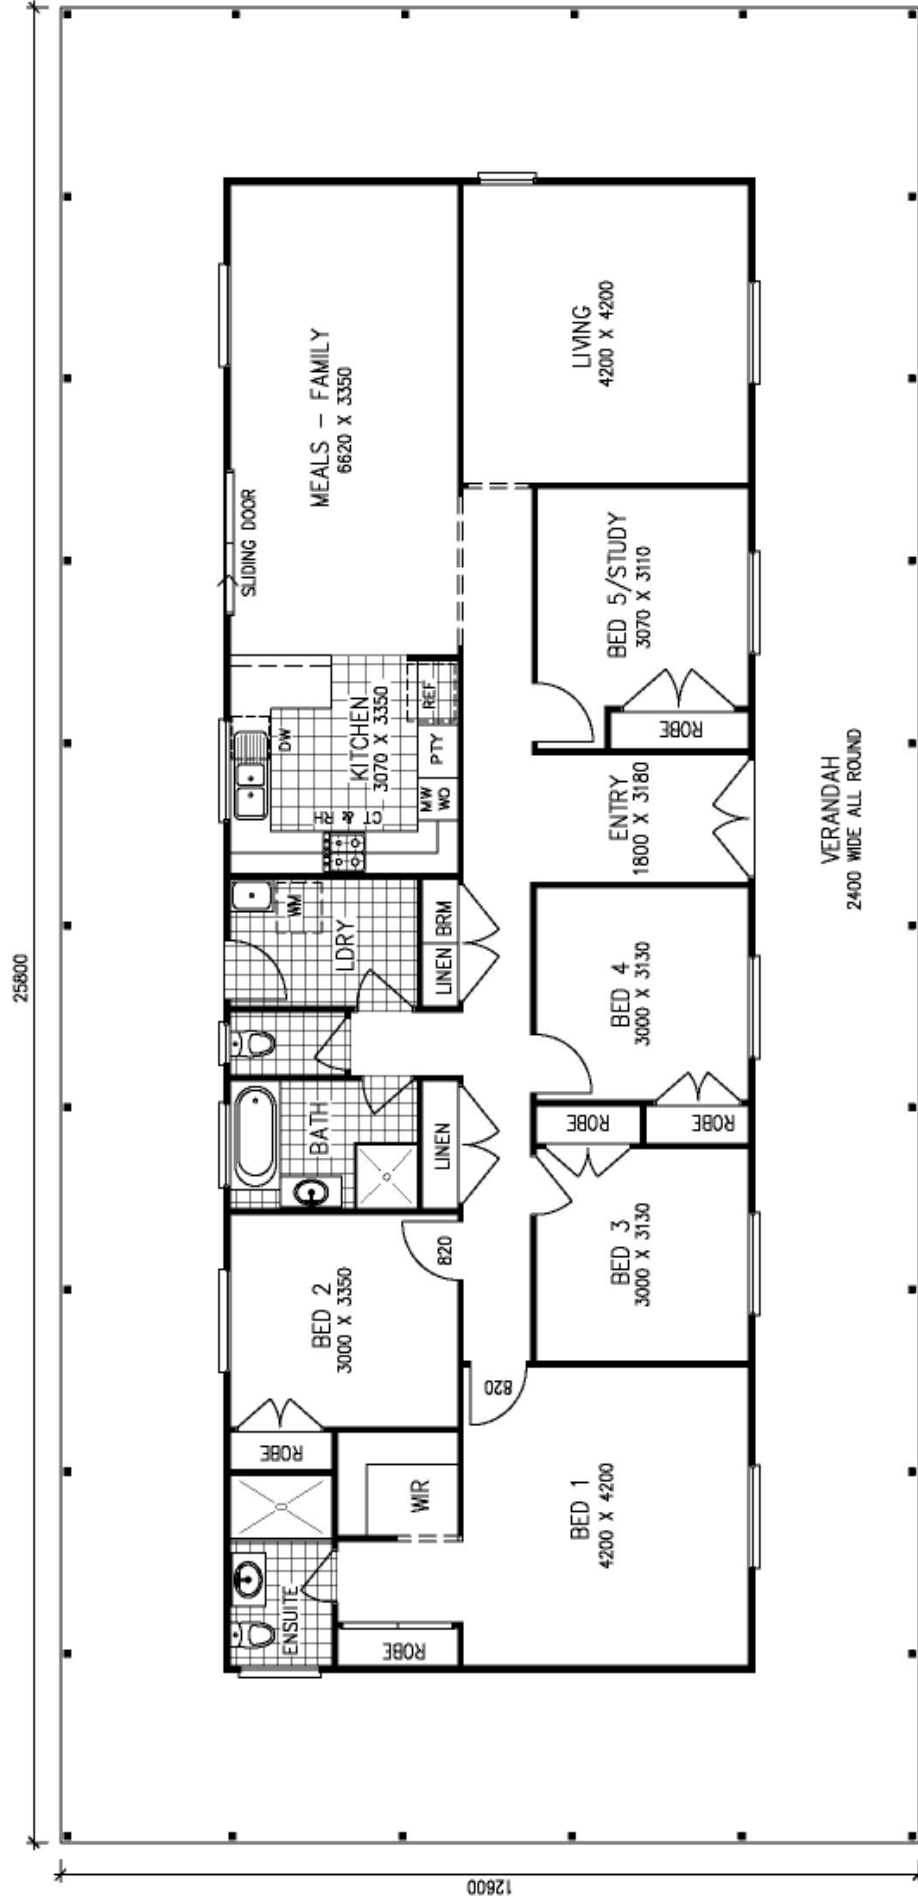 25800
12600
MEALS – FAMILY
6620 X 3350
LIVING
4200 X 4200
SLIDING DOOR
BED 5/STUDY
3070 X 3110
ROBE
KITCHEN
3070 X 3350
DW
REF
PTY
MW
WO
CT & RH
ENTRY
1800 X 3180
VERANDAH
2400 WIDE ALL ROUND
WM
LDRY
BRM
LINEN
BED 4
3000 X 3130
ROBE
ROBE
BATH
LINEN
BED 3
3000 X 3130
BED 2
3000 X 3350
820
820
ROBE
WIR
BED 1
4200 X 4200
ENSUITE
ROBE